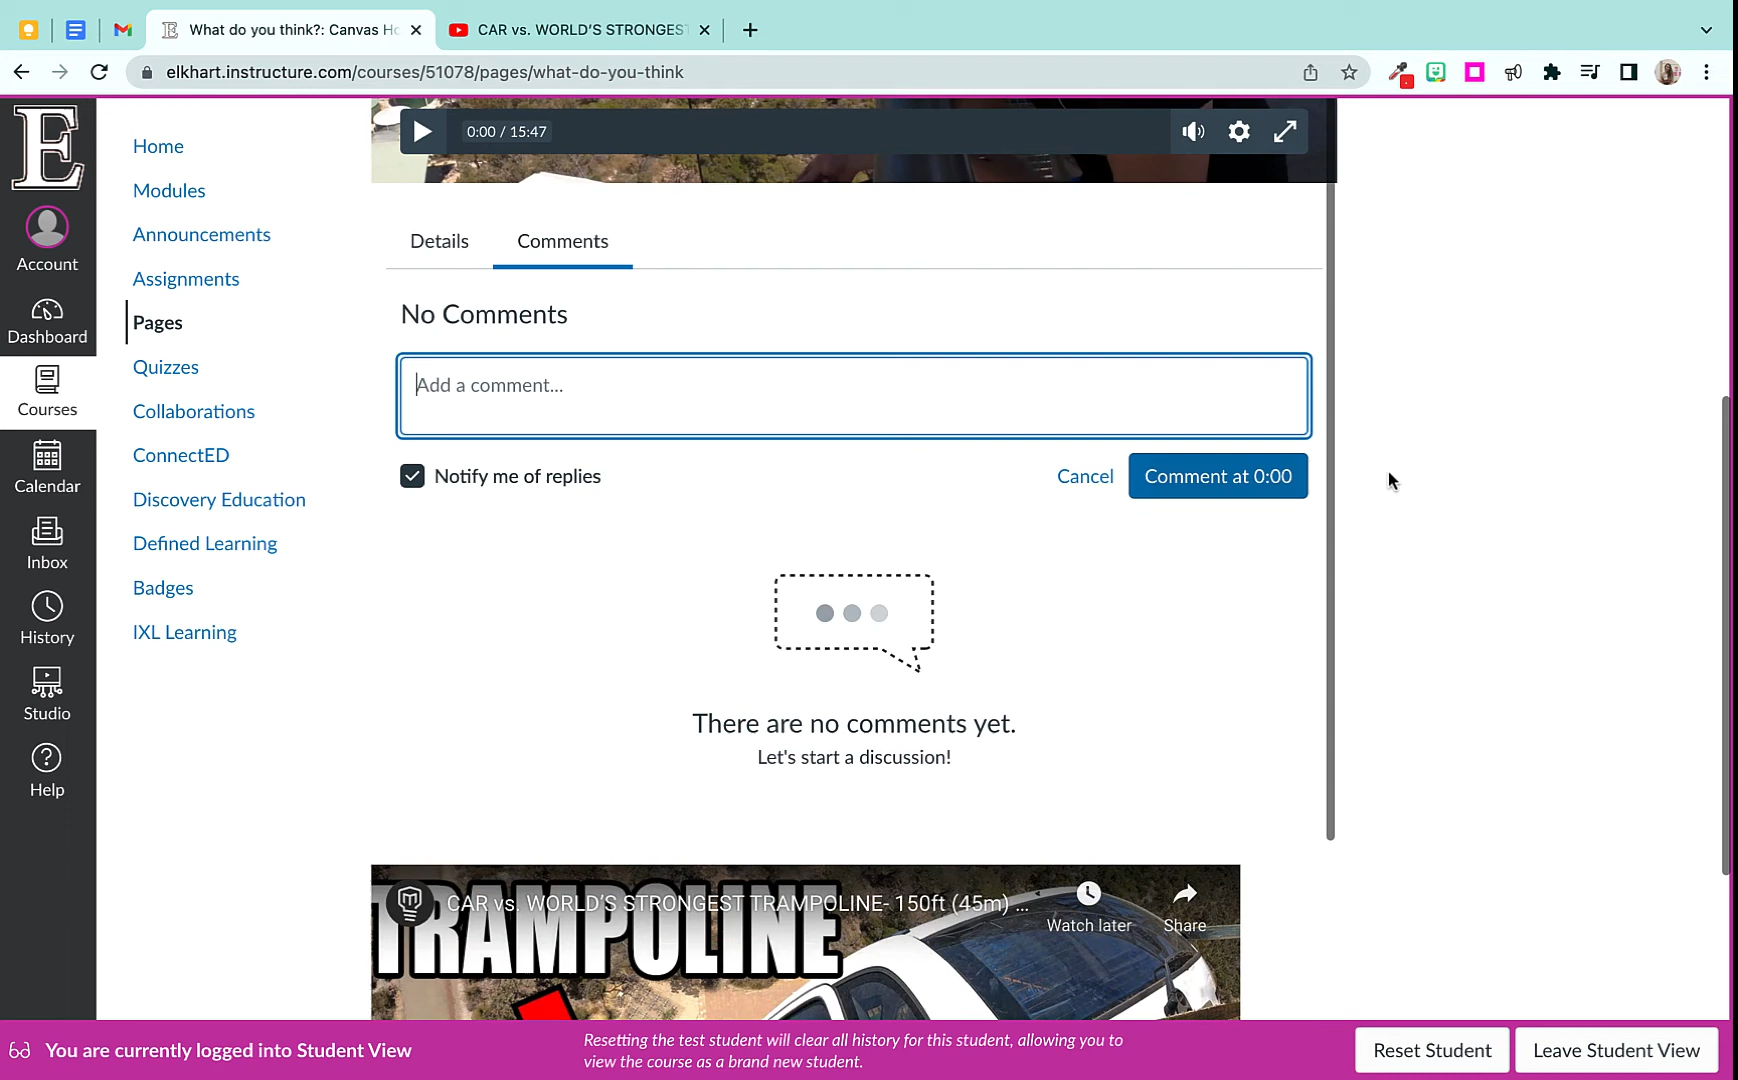 What do you think?: Canvas Ho
CAR vs. WORLD'S STRONGEST
elkhart.instructure.com/courses/51078/pages/what-do-you-think
E
Account
Dashboard
Courses
Calendar
Inbox
History
Studio
Help
Home
Modules
Announcements
Assignments
Pages
Quizzes
Collaborations
ConnectED
Discovery Education
Defined Learning
Badges
IXL Learning
0:00 / 15:47
Details
Comments
No Comments
Add a comment...
Notify me of replies
Cancel
Comment at 0:00
There are no comments yet.
Let's start a discussion!
CAR vs. WORLD'S STRONGEST TRAMPOLINE- 150ft (45m) ...
Watch later
Share
TRAMPOLINE
You are currently logged into Student View
Resetting the test student will clear all history for this student, allowing you to
view the course as a brand new student.
Reset Student
Leave Student View